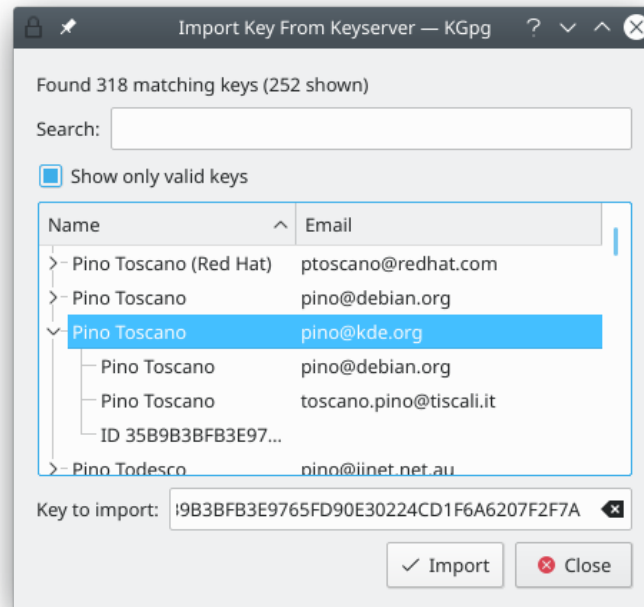 Import Key From Keyserver — KGpg
Found 318 matching keys (252 shown)
Search:
Show only valid keys
Name Email
Pino Toscano (Red Hat) ptoscano@redhat.com
Pino Toscano pino@debian.org
Pino Toscano pino@kde.org
Pino Toscano pino@debian.org
Pino Toscano toscano.pino@tiscali.it
ID 35B9B3BFB3E97...
Pino Todesco pino@iinet.net.au
Key to import: 39B3BFB3E9765FD90E30224CD1F6A6207F2F7A
Import Close